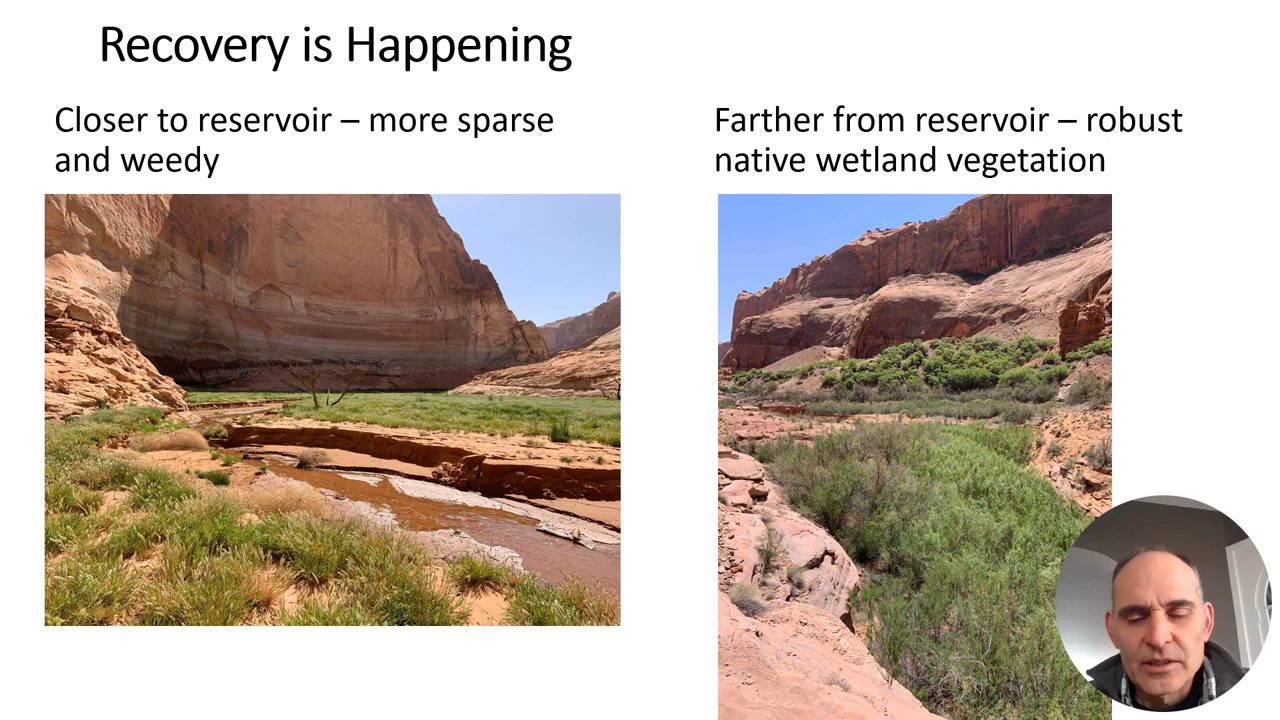 Recovery is Happening
Closer to reservoir – more sparse
and weedy
Farther from reservoir – robust
native wetland vegetation